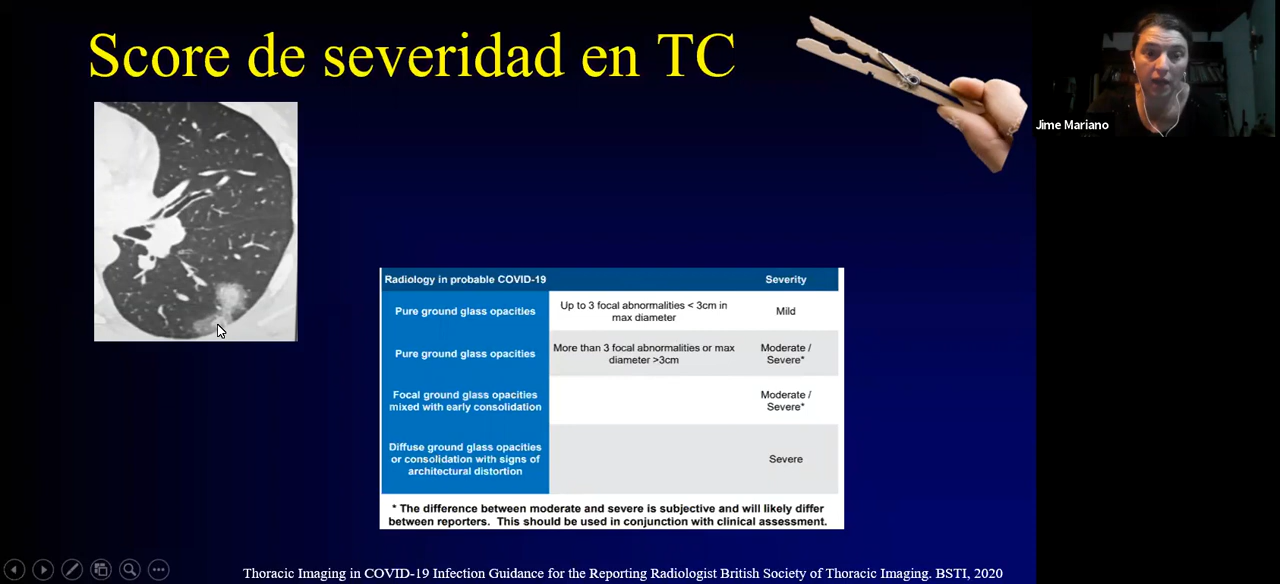 Score de severidad en TC
Jime Mariano
Radiology in probable COVID-19 Severity
Pure ground glass opacities Up to 3 focal abnormalities < 3cm in
max diameter Mild
Pure ground glass opacities More than 3 focal abnormalities or max
diameter >3cm Moderate /
Severe*
Focal ground glass opacities
mixed with early consolidation Moderate /
Severe*
Diffuse ground glass opacities
or consolidation with signs of
architectural distortion Severe
* The difference between moderate and severe is subjective and will likely differ
between reporters. This should be used in conjunction with clinical assessment.
Thoracic Imaging in COVID-19 Infection Guidance for the Reporting Radiologist British Society of Thoracic Imaging. BSTI, 2020